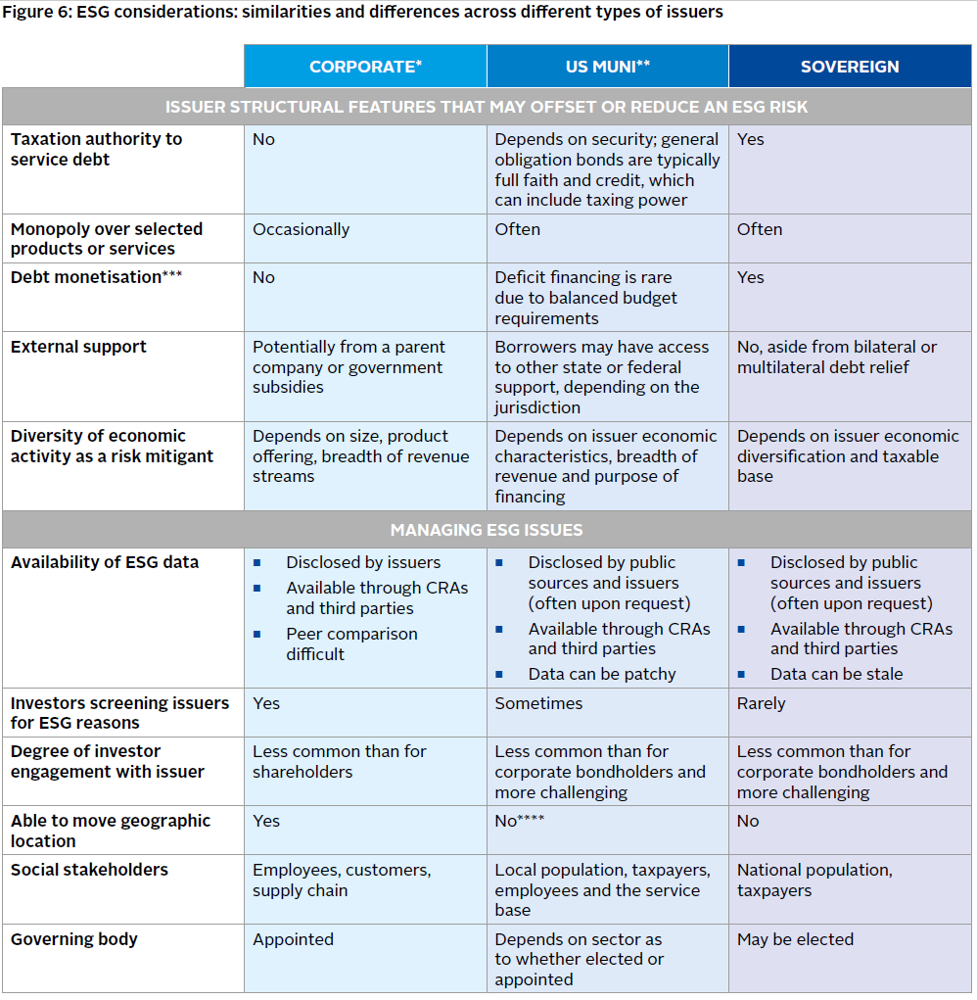 Figure 6: ESG considerations: similarities and differences across different types of issuers
CORPORATE*
US MUNI**
SOVEREIGN
ISSUER STRUCTURAL FEATURES THAT MAY OFFSET OR REDUCE AN ESG RISK
Taxation authority to
service debt
No
Depends on security; general
obligation bonds are typically
full faith and credit, which
can include taxing power
Yes
Monopoly over selected
products or services
Occasionally
Often
Often
Debt monetisation***
No
Deficit financing is rare
due to balanced budget
requirements
Yes
External support
Potentially from a parent
company or government
subsidies
Borrowers may have access
to other state or federal
support, depending on the
jurisdiction
No, aside from bilateral or
multilateral debt relief
Diversity of economic
activity as a risk mitigant
Depends on size, product
offering, breadth of revenue
streams
Depends on issuer economic
characteristics, breadth of
revenue and purpose of
financing
Depends on issuer economic
diversification and taxable
base
MANAGING ESG ISSUES
Availability of ESG data
▪ Disclosed by issuers
▪ Available through CRAs
and third parties
▪ Peer comparison
difficult
▪ Disclosed by public
sources and issuers
(often upon request)
▪ Available through CRAs
and third parties
▪ Data can be patchy
▪ Disclosed by public
sources and issuers
(often upon request)
▪ Available through CRAs
and third parties
▪ Data can be stale
Investors screening issuers
for ESG reasons
Yes
Sometimes
Rarely
Degree of investor
engagement with issuer
Less common than for
shareholders
Less common than for
corporate bondholders and
more challenging
Less common than for
corporate bondholders and
more challenging
Able to move geographic
location
Yes
No****
No
Social stakeholders
Employees, customers,
supply chain
Local population, taxpayers,
employees and the service
base
National population,
taxpayers
Governing body
Appointed
Depends on sector as
to whether elected or
appointed
May be elected